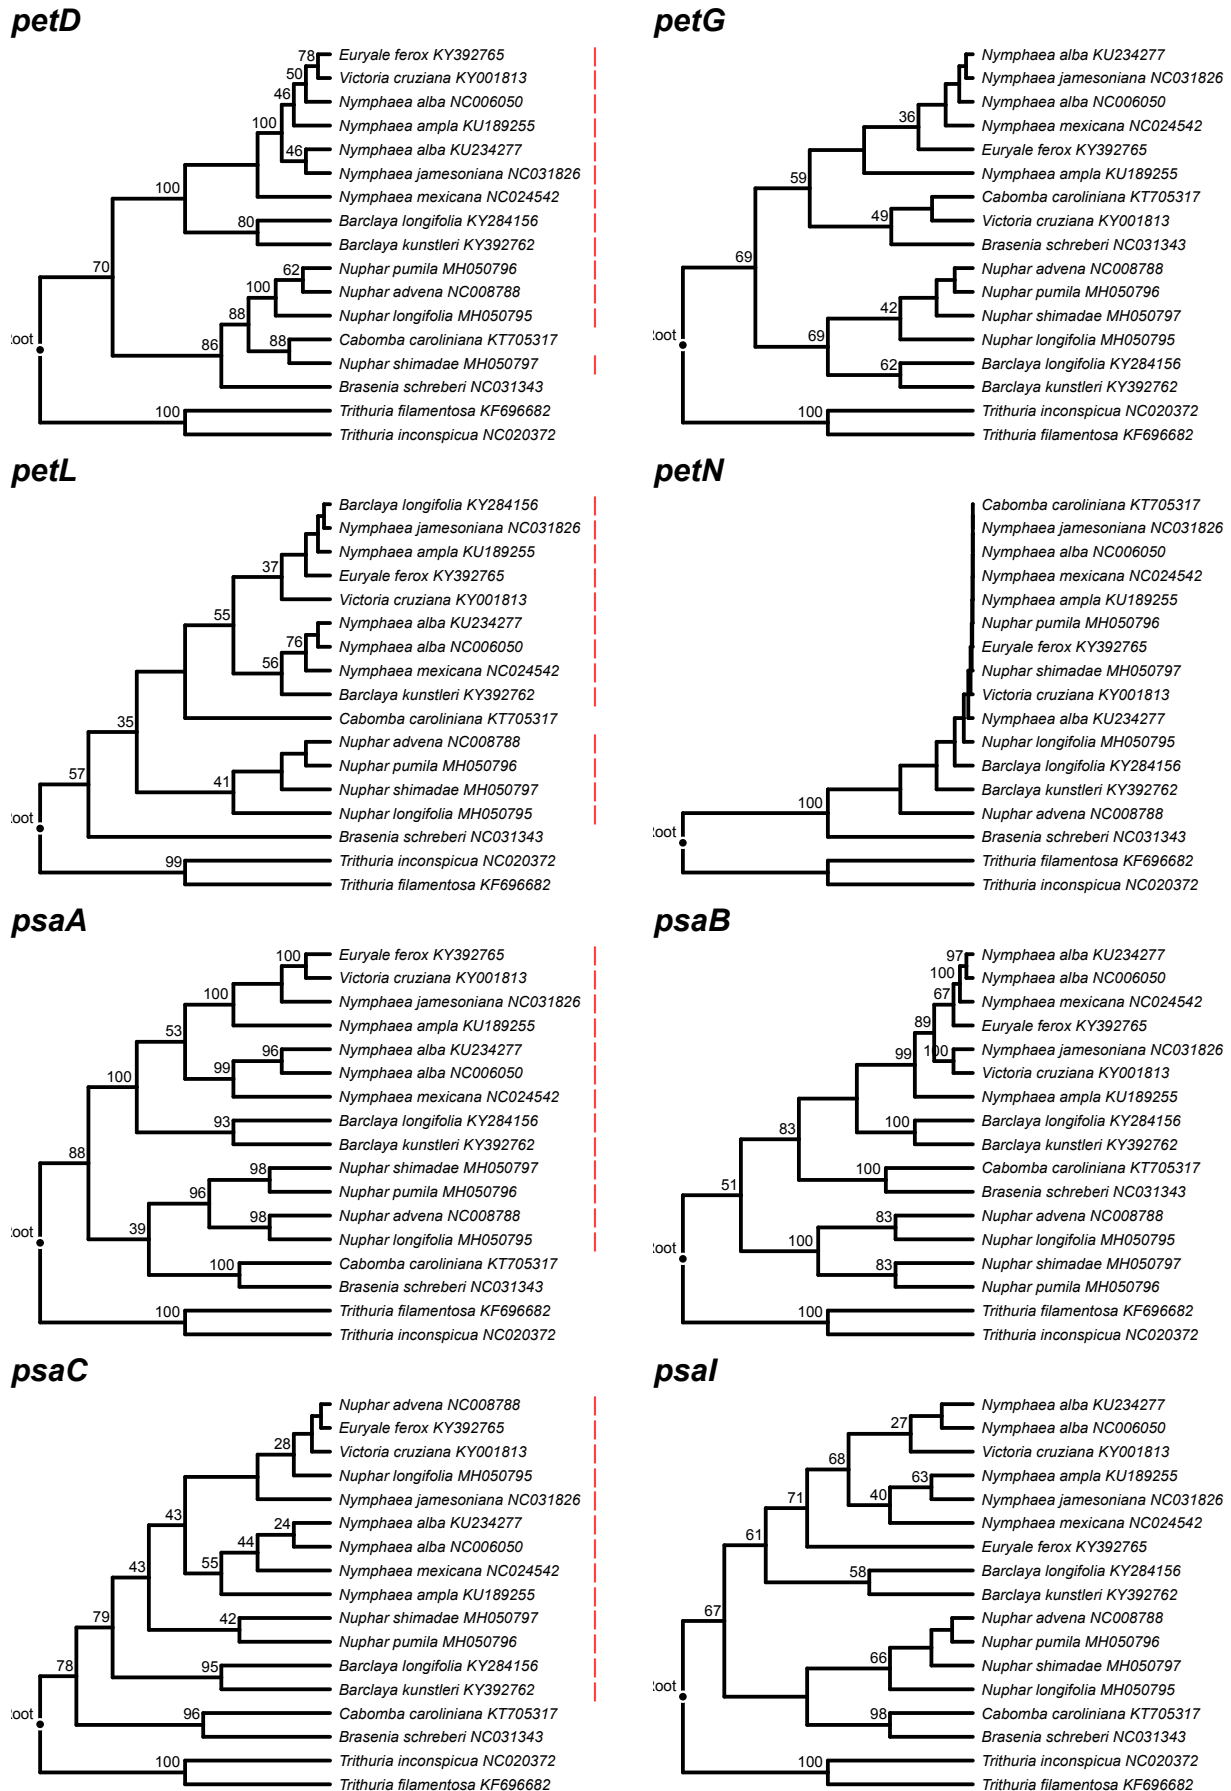 petD
78
Euryale ferox KY392765
50
Victoria cruziana KY001813
46
Nymphaea alba NC006050
100
Nymphaea ampla KU189255
46
Nymphaea alba KU234277
Nymphaea jamesoniana NC031826
100
Nymphaea mexicana NC024542
80
Barclaya longifolia KY284156
Barclaya kunstleri KY392762
70
62
Nuphar pumila MH050796
100
Nuphar advena NC008788
88
Nuphar longifolia MH050795
88
Cabomba caroliniana KT705317
86
Nuphar shimadae MH050797
Brasenia schreberi NC031343
100
Trithuria filamentosa KF696682
Trithuria inconspicua NC020372
petG
Nymphaea alba KU234277
Nymphaea jamesoniana NC031826
Nymphaea alba NC006050
36
Nymphaea mexicana NC024542
Euryale ferox KY392765
59
Nymphaea ampla KU189255
Cabomba caroliniana KT705317
49
Victoria cruziana KY001813
Brasenia schreberi NC031343
69
Nuphar advena NC008788
Nuphar pumila MH050796
42
Nuphar shimadae MH050797
69
Nuphar longifolia MH050795
62
Barclaya longifolia KY284156
Barclaya kunstleri KY392762
100
Trithuria inconspicua NC020372
Trithuria filamentosa KF696682
petL
Barclaya longifolia KY284156
Nymphaea jamesoniana NC031826
Nymphaea ampla KU189255
37
Euryale ferox KY392765
Victoria cruziana KY001813
55
Nymphaea alba KU234277
76
Nymphaea alba NC006050
56
Nymphaea mexicana NC024542
Barclaya kunstleri KY392762
35
Cabomba caroliniana KT705317
Nuphar advena NC008788
57
Nuphar pumila MH050796
41
Nuphar shimadae MH050797
Nuphar longifolia MH050795
Brasenia schreberi NC031343
99
Trithuria inconspicua NC020372
Trithuria filamentosa KF696682
petN
Cabomba caroliniana KT705317
Nymphaea jamesoniana NC031826
Nymphaea alba NC006050
Nymphaea mexicana NC024542
Nymphaea ampla KU189255
Nuphar pumila MH050796
Euryale ferox KY392765
Nuphar shimadae MH050797
Victoria cruziana KY001813
Nymphaea alba KU234277
Nuphar longifolia MH050795
Barclaya longifolia KY284156
Barclaya kunstleri KY392762
100
Nuphar advena NC008788
Brasenia schreberi NC031343
Trithuria filamentosa KF696682
Trithuria inconspicua NC020372
psaA
100
Euryale ferox KY392765
Victoria cruziana KY001813
100
Nymphaea jamesoniana NC031826
Nymphaea ampla KU189255
53
96
Nymphaea alba KU234277
99
Nymphaea alba NC006050
100
Nymphaea mexicana NC024542
93
Barclaya longifolia KY284156
Barclaya kunstleri KY392762
88
98
Nuphar shimadae MH050797
96
Nuphar pumila MH050796
98
Nuphar advena NC008788
39
Nuphar longifolia MH050795
100
Cabomba caroliniana KT705317
Brasenia schreberi NC031343
100
Trithuria filamentosa KF696682
Trithuria inconspicua NC020372
psaB
97
Nymphaea alba KU234277
100
Nymphaea alba NC006050
67
Nymphaea mexicana NC024542
89
Euryale ferox KY392765
99
100
Nymphaea jamesoniana NC031826
Victoria cruziana KY001813
Nymphaea ampla KU189255
83
100
Barclaya longifolia KY284156
Barclaya kunstleri KY392762
100
Cabomba caroliniana KT705317
51
Brasenia schreberi NC031343
83
Nuphar advena NC008788
100
Nuphar longifolia MH050795
83
Nuphar shimadae MH050797
Nuphar pumila MH050796
100
Trithuria filamentosa KF696682
Trithuria inconspicua NC020372
psaC
Nuphar advena NC008788
Euryale ferox KY392765
28
Victoria cruziana KY001813
Nuphar longifolia MH050795
Nymphaea jamesoniana NC031826
43
24
Nymphaea alba KU234277
44
Nymphaea alba NC006050
55
Nymphaea mexicana NC024542
43
Nymphaea ampla KU189255
79
42
Nuphar shimadae MH050797
Nuphar pumila MH050796
78
95
Barclaya longifolia KY284156
Barclaya kunstleri KY392762
96
Cabomba caroliniana KT705317
Brasenia schreberi NC031343
100
Trithuria inconspicua NC020372
Trithuria filamentosa KF696682
psaI
Nymphaea alba KU234277
27
Nymphaea alba NC006050
68
Victoria cruziana KY001813
63
Nymphaea ampla KU189255
71
40
Nymphaea jamesoniana NC031826
Nymphaea mexicana NC024542
61
Euryale ferox KY392765
58
Barclaya longifolia KY284156
Barclaya kunstleri KY392762
67
Nuphar advena NC008788
Nuphar pumila MH050796
66
Nuphar shimadae MH050797
Nuphar longifolia MH050795
98
Cabomba caroliniana KT705317
Brasenia schreberi NC031343
100
Trithuria inconspicua NC020372
Trithuria filamentosa KF696682